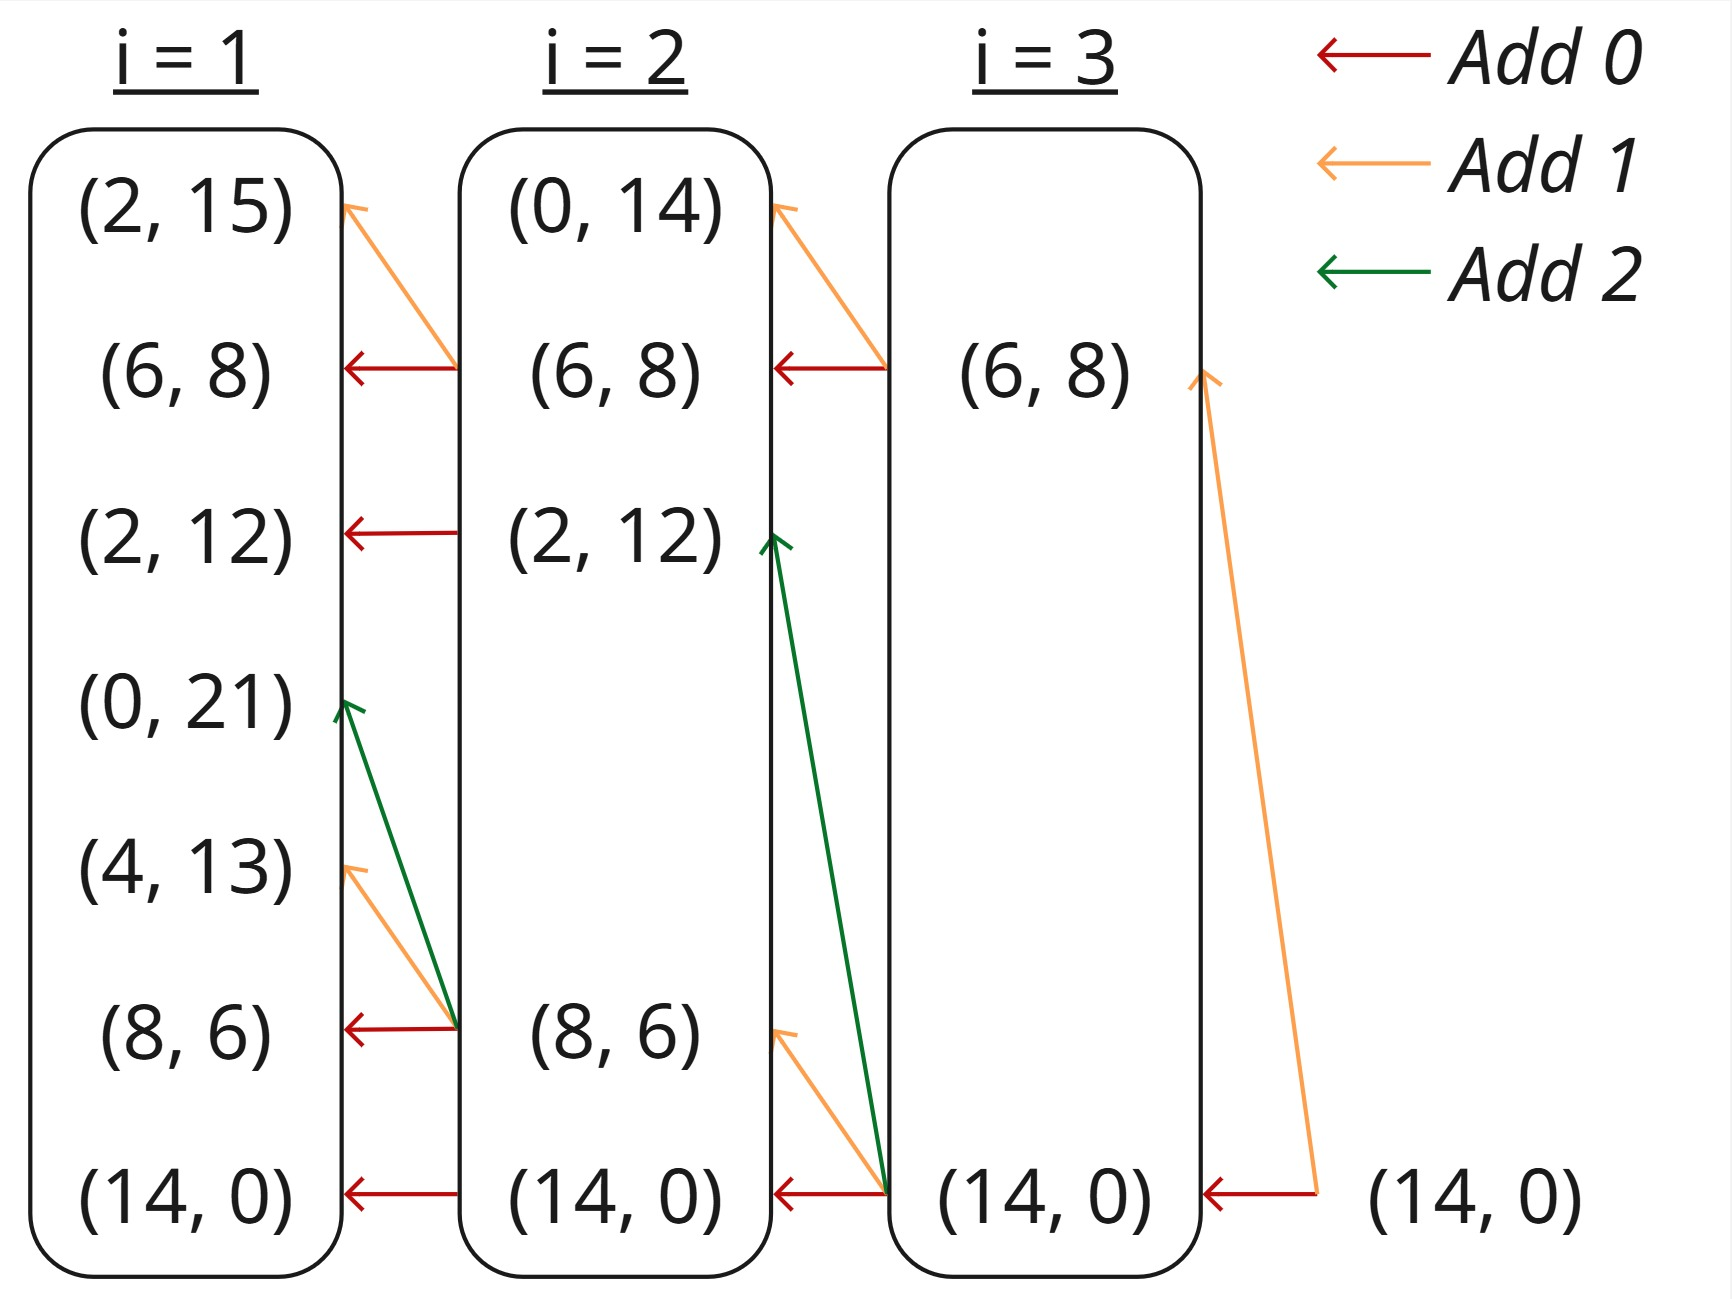 i = 1 i = 2 i = 3 Add 0
Add 1
(2, 15) (0, 14)
Add 2
(6, 8) (6, 8) (6, 8)
(2, 12) (2, 12)
(0, 21)
(4, 13)
(8, 6) (8, 6)
(14, 0) (14, 0) (14, 0) (14, 0)